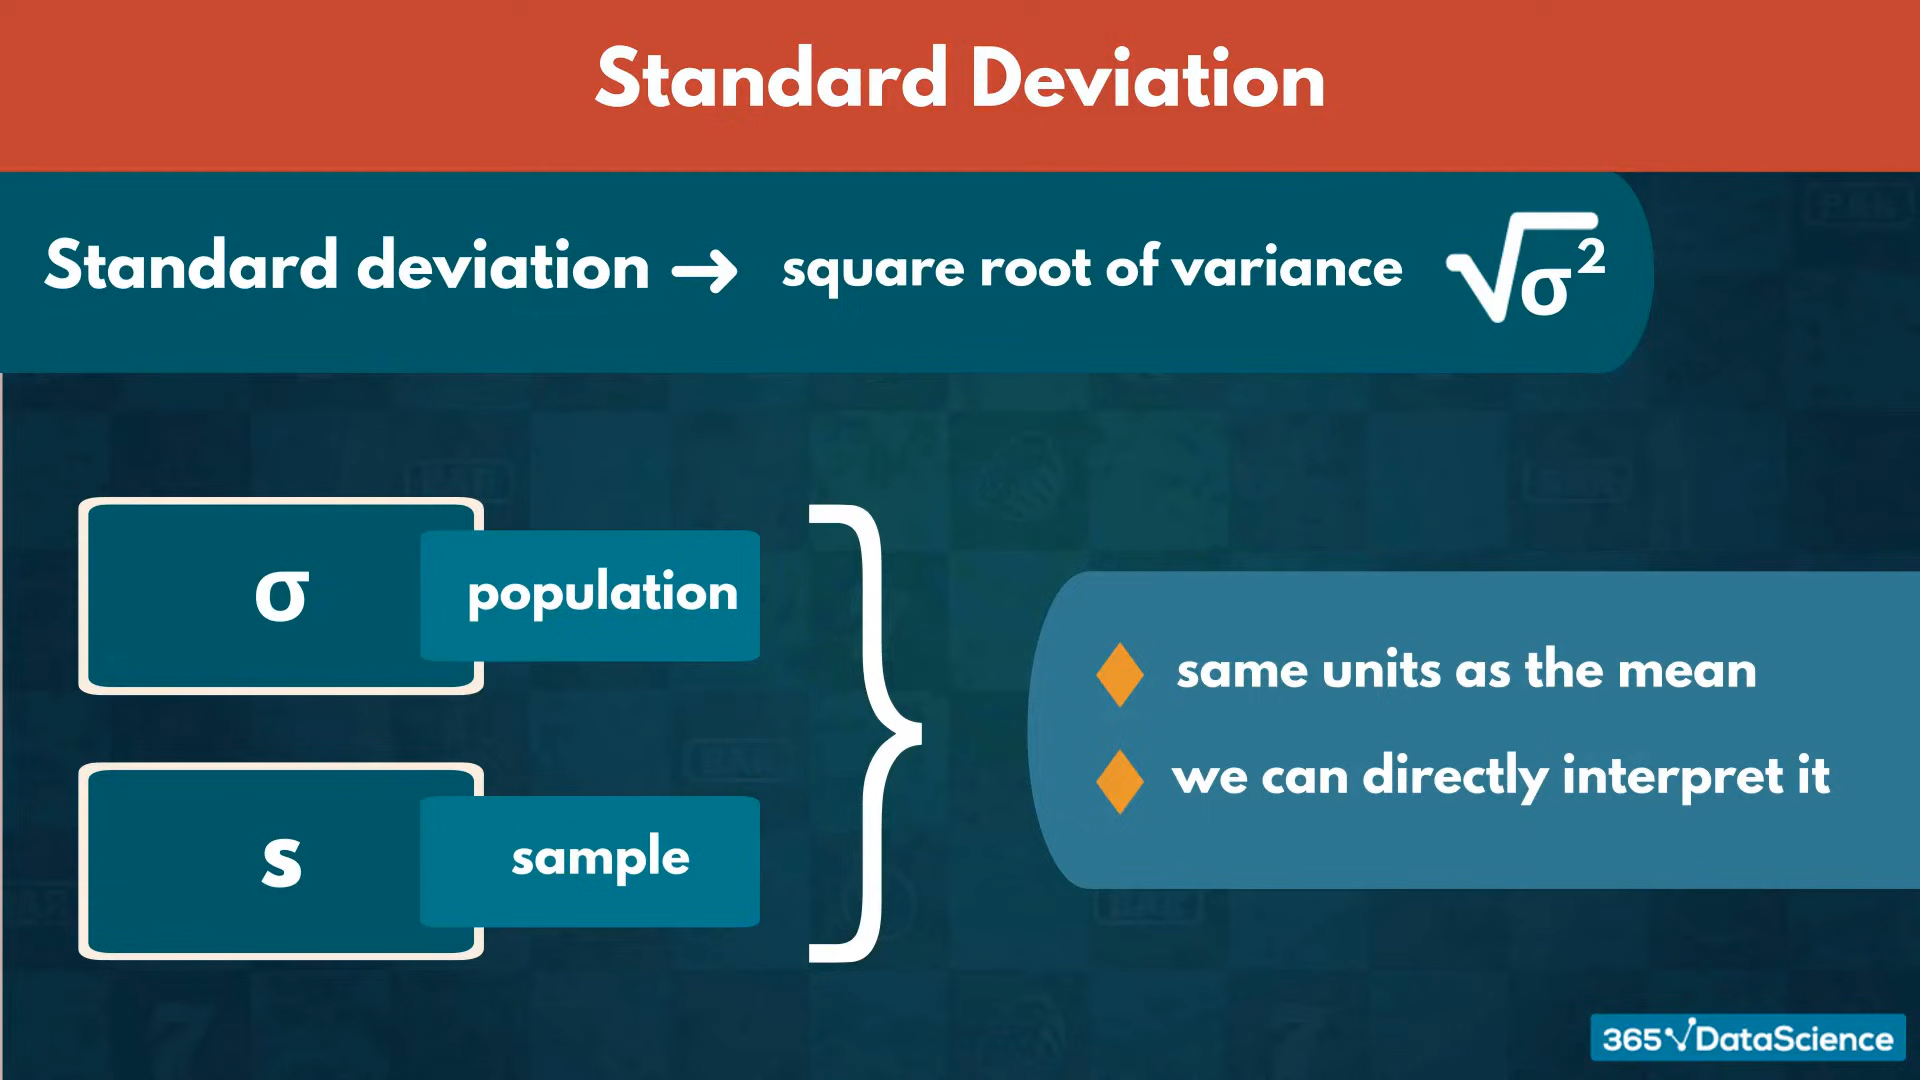 Standard Deviation
Standard deviation → square root of variance √σ²
σ
population
s
sample
same units as the mean
we can directly interpret it
365 DataScience